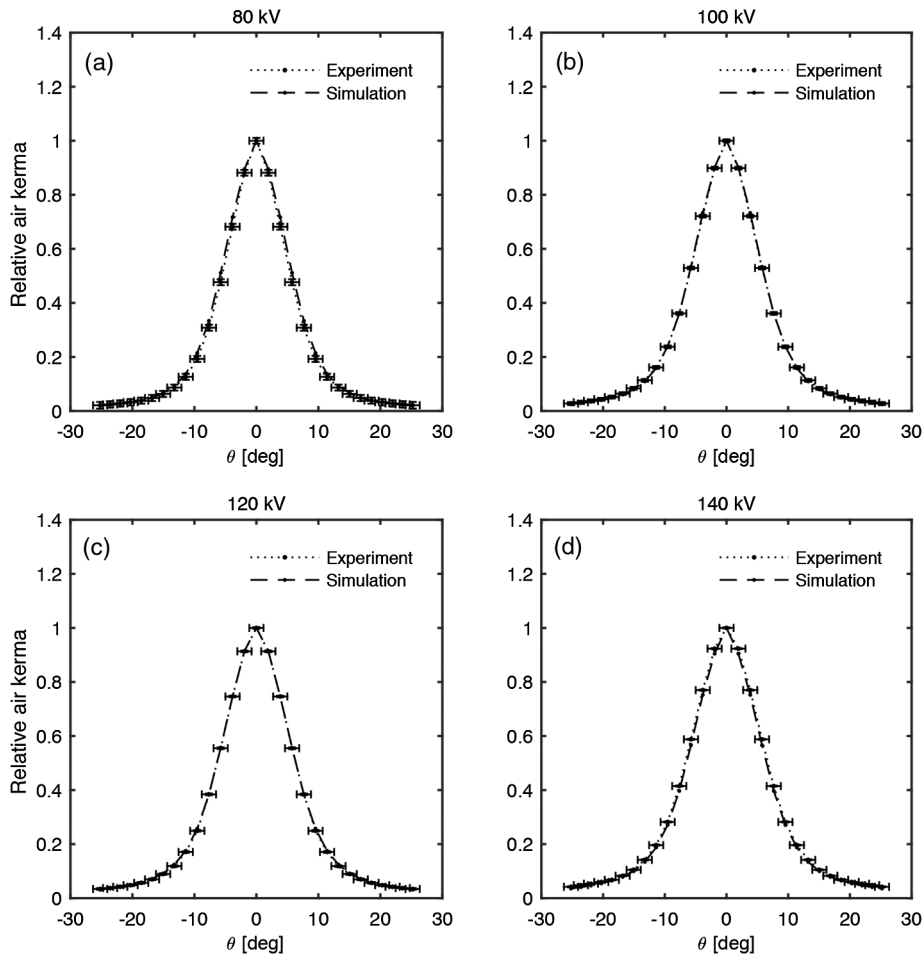 80 kV
(a)
Experiment
Simulation
1.4
1.2
1
0.8
0.6
0.4
0.2
0
Relative air kerma
-30 -20 -10 0 10 20 30
θ [deg]
100 kV
(b)
Experiment
Simulation
1.4
1.2
1
0.8
0.6
0.4
0.2
0
-30 -20 -10 0 10 20 30
θ [deg]
120 kV
(c)
Experiment
Simulation
1.4
1.2
1
0.8
0.6
0.4
0.2
0
Relative air kerma
-30 -20 -10 0 10 20 30
θ [deg]
140 kV
(d)
Experiment
Simulation
1.4
1.2
1
0.8
0.6
0.4
0.2
0
-30 -20 -10 0 10 20 30
θ [deg]